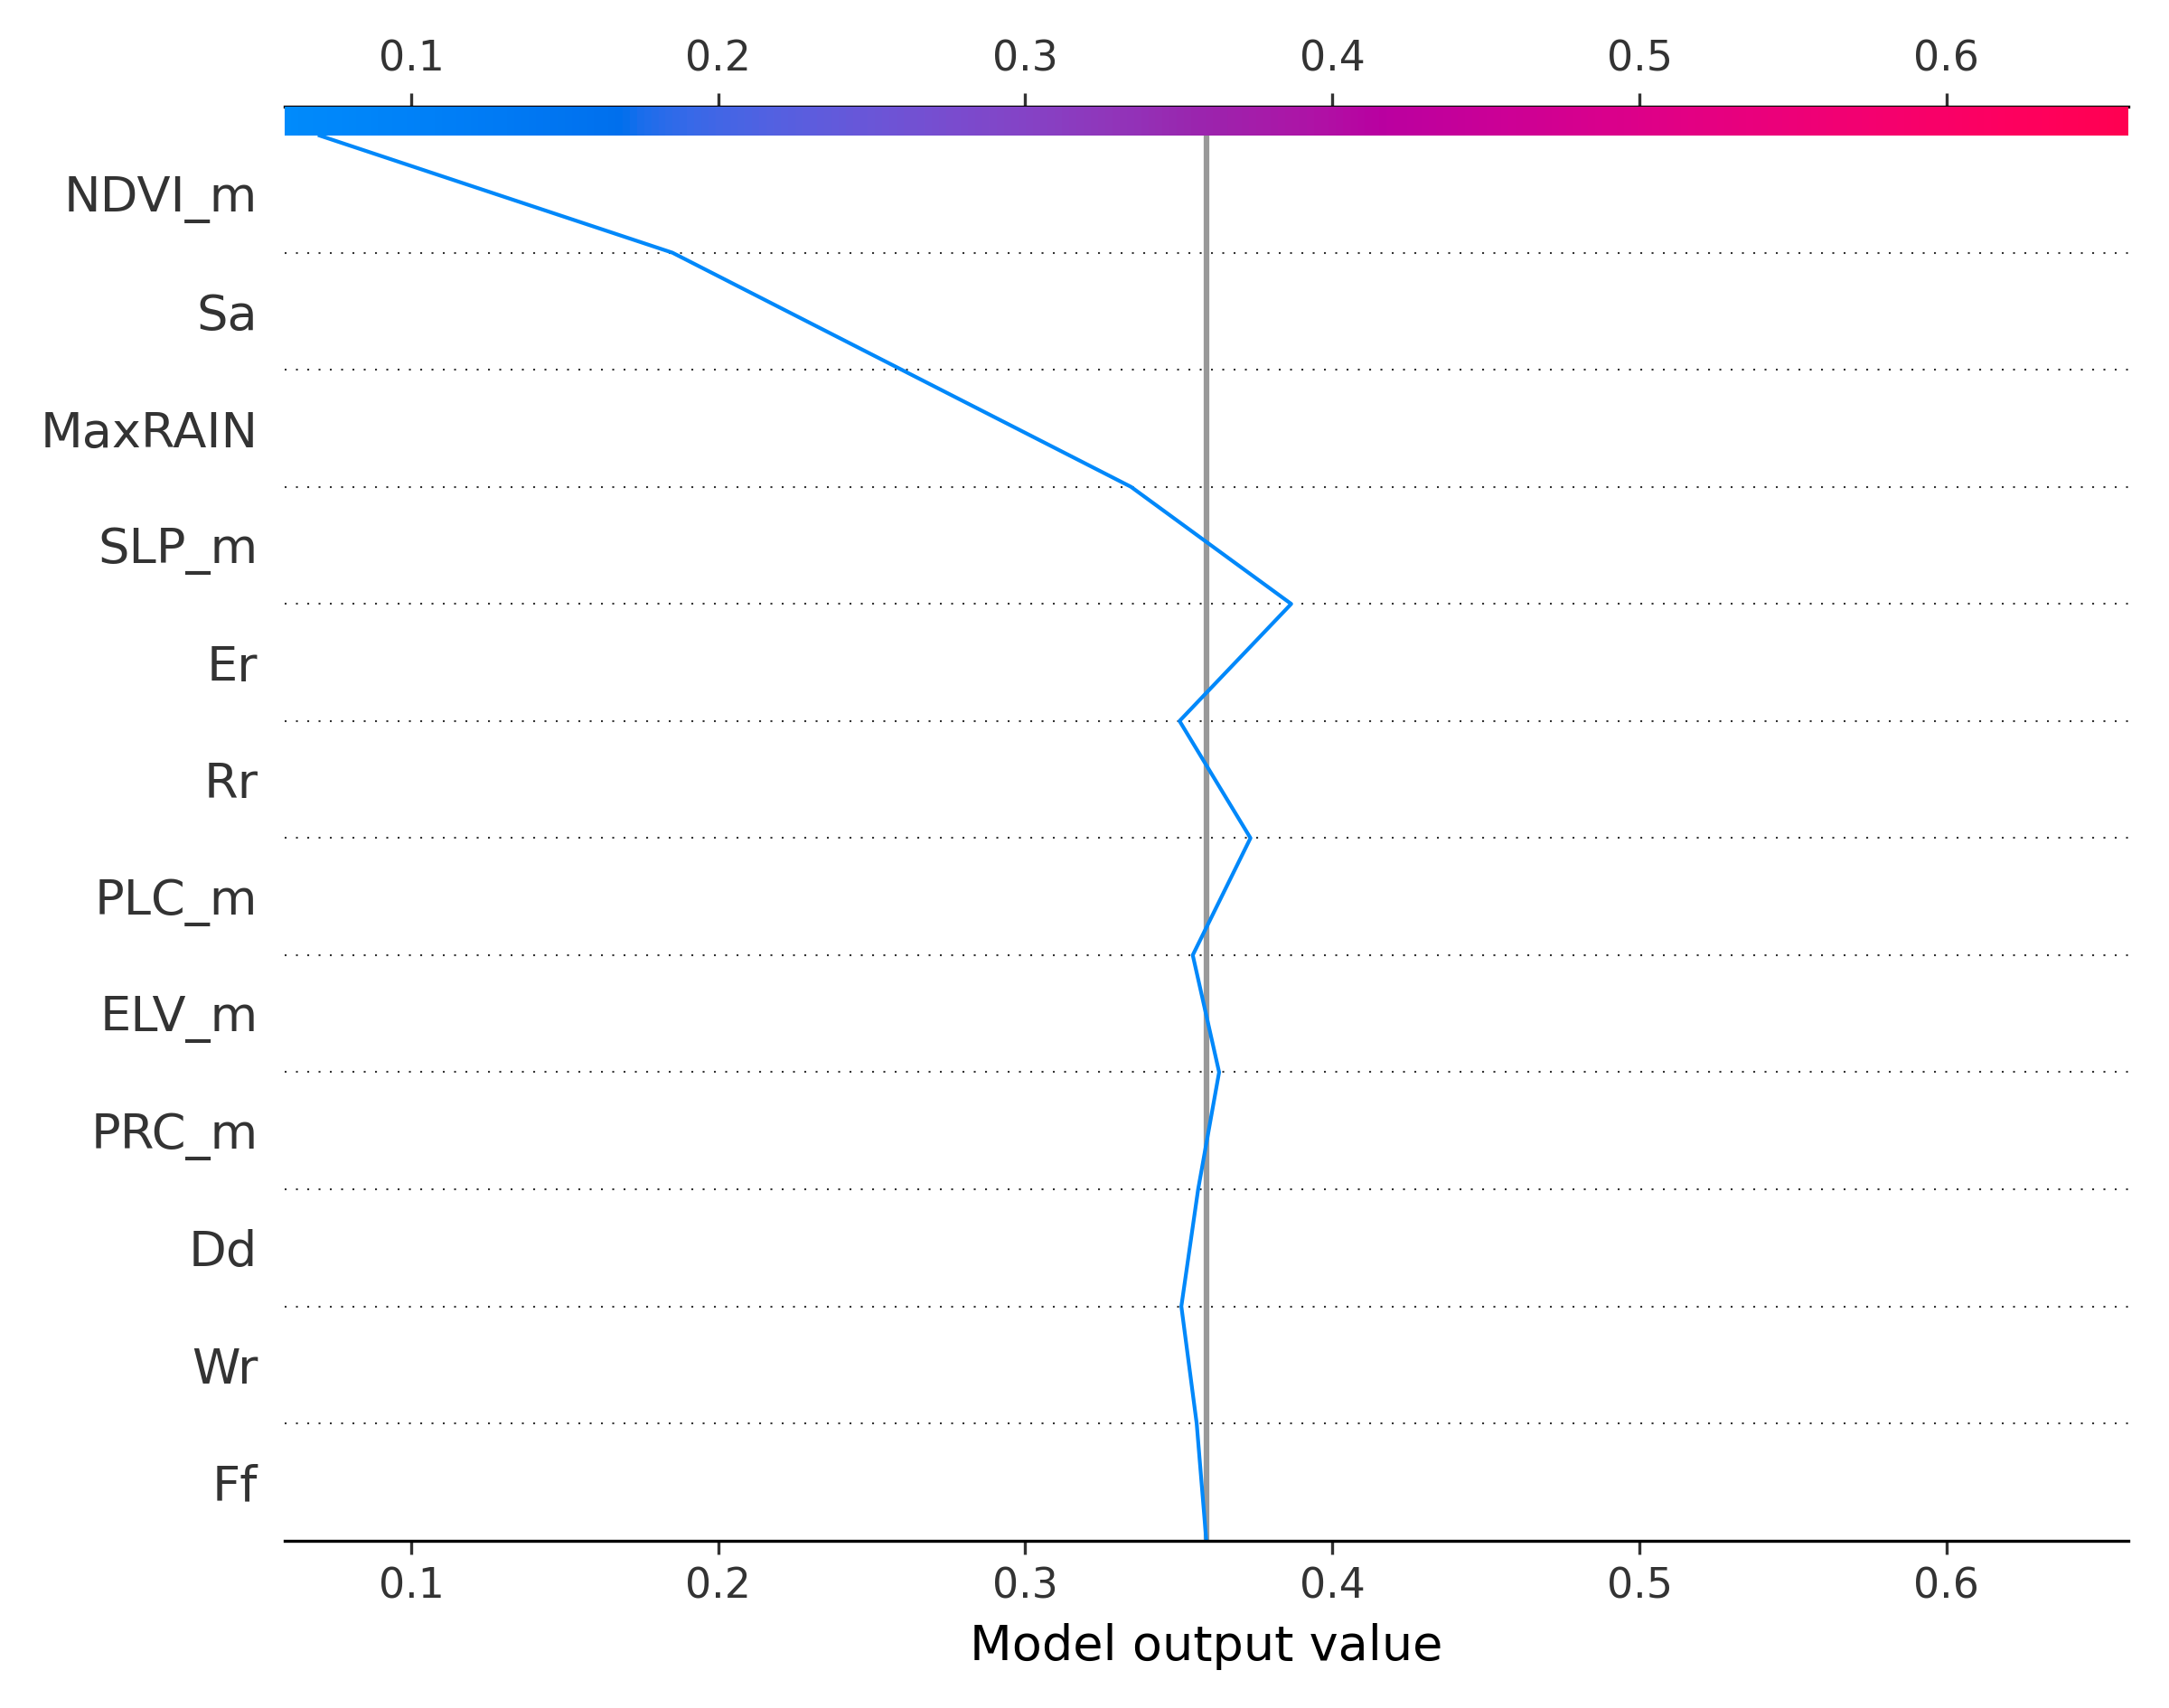 0.1 0.2 0.3 0.4 0.5 0.6
NDVI_m
Sa
MaxRAIN
SLP_m
Er
Rr
PLC_m
ELV_m
PRC_m
Dd
Wr
Ff
0.1 0.2 0.3 0.4 0.5 0.6
Model output value